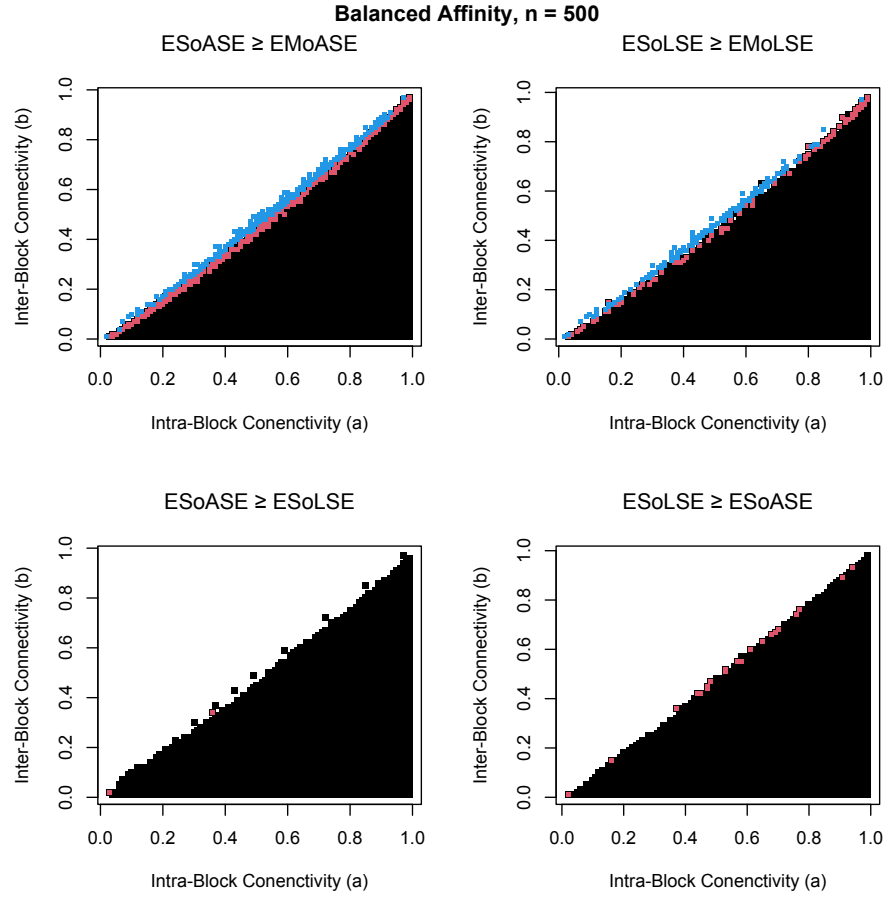 Balanced Affinity, n = 500
ESoASE ≥ EMoASE
Inter-Block Connectivity (b)
0.0 0.2 0.4 0.6 0.8 1.0
0.0 0.2 0.4 0.6 0.8 1.0
Intra-Block Conenctivity (a)
ESoLSE ≥ EMoLSE
Inter-Block Connectivity (b)
0.0 0.2 0.4 0.6 0.8 1.0
0.0 0.2 0.4 0.6 0.8 1.0
Intra-Block Conenctivity (a)
ESoASE ≥ ESoLSE
Inter-Block Connectivity (b)
0.0 0.2 0.4 0.6 0.8 1.0
0.0 0.2 0.4 0.6 0.8 1.0
Intra-Block Conenctivity (a)
ESoLSE ≥ ESoASE
Inter-Block Connectivity (b)
0.0 0.2 0.4 0.6 0.8 1.0
0.0 0.2 0.4 0.6 0.8 1.0
Intra-Block Conenctivity (a)